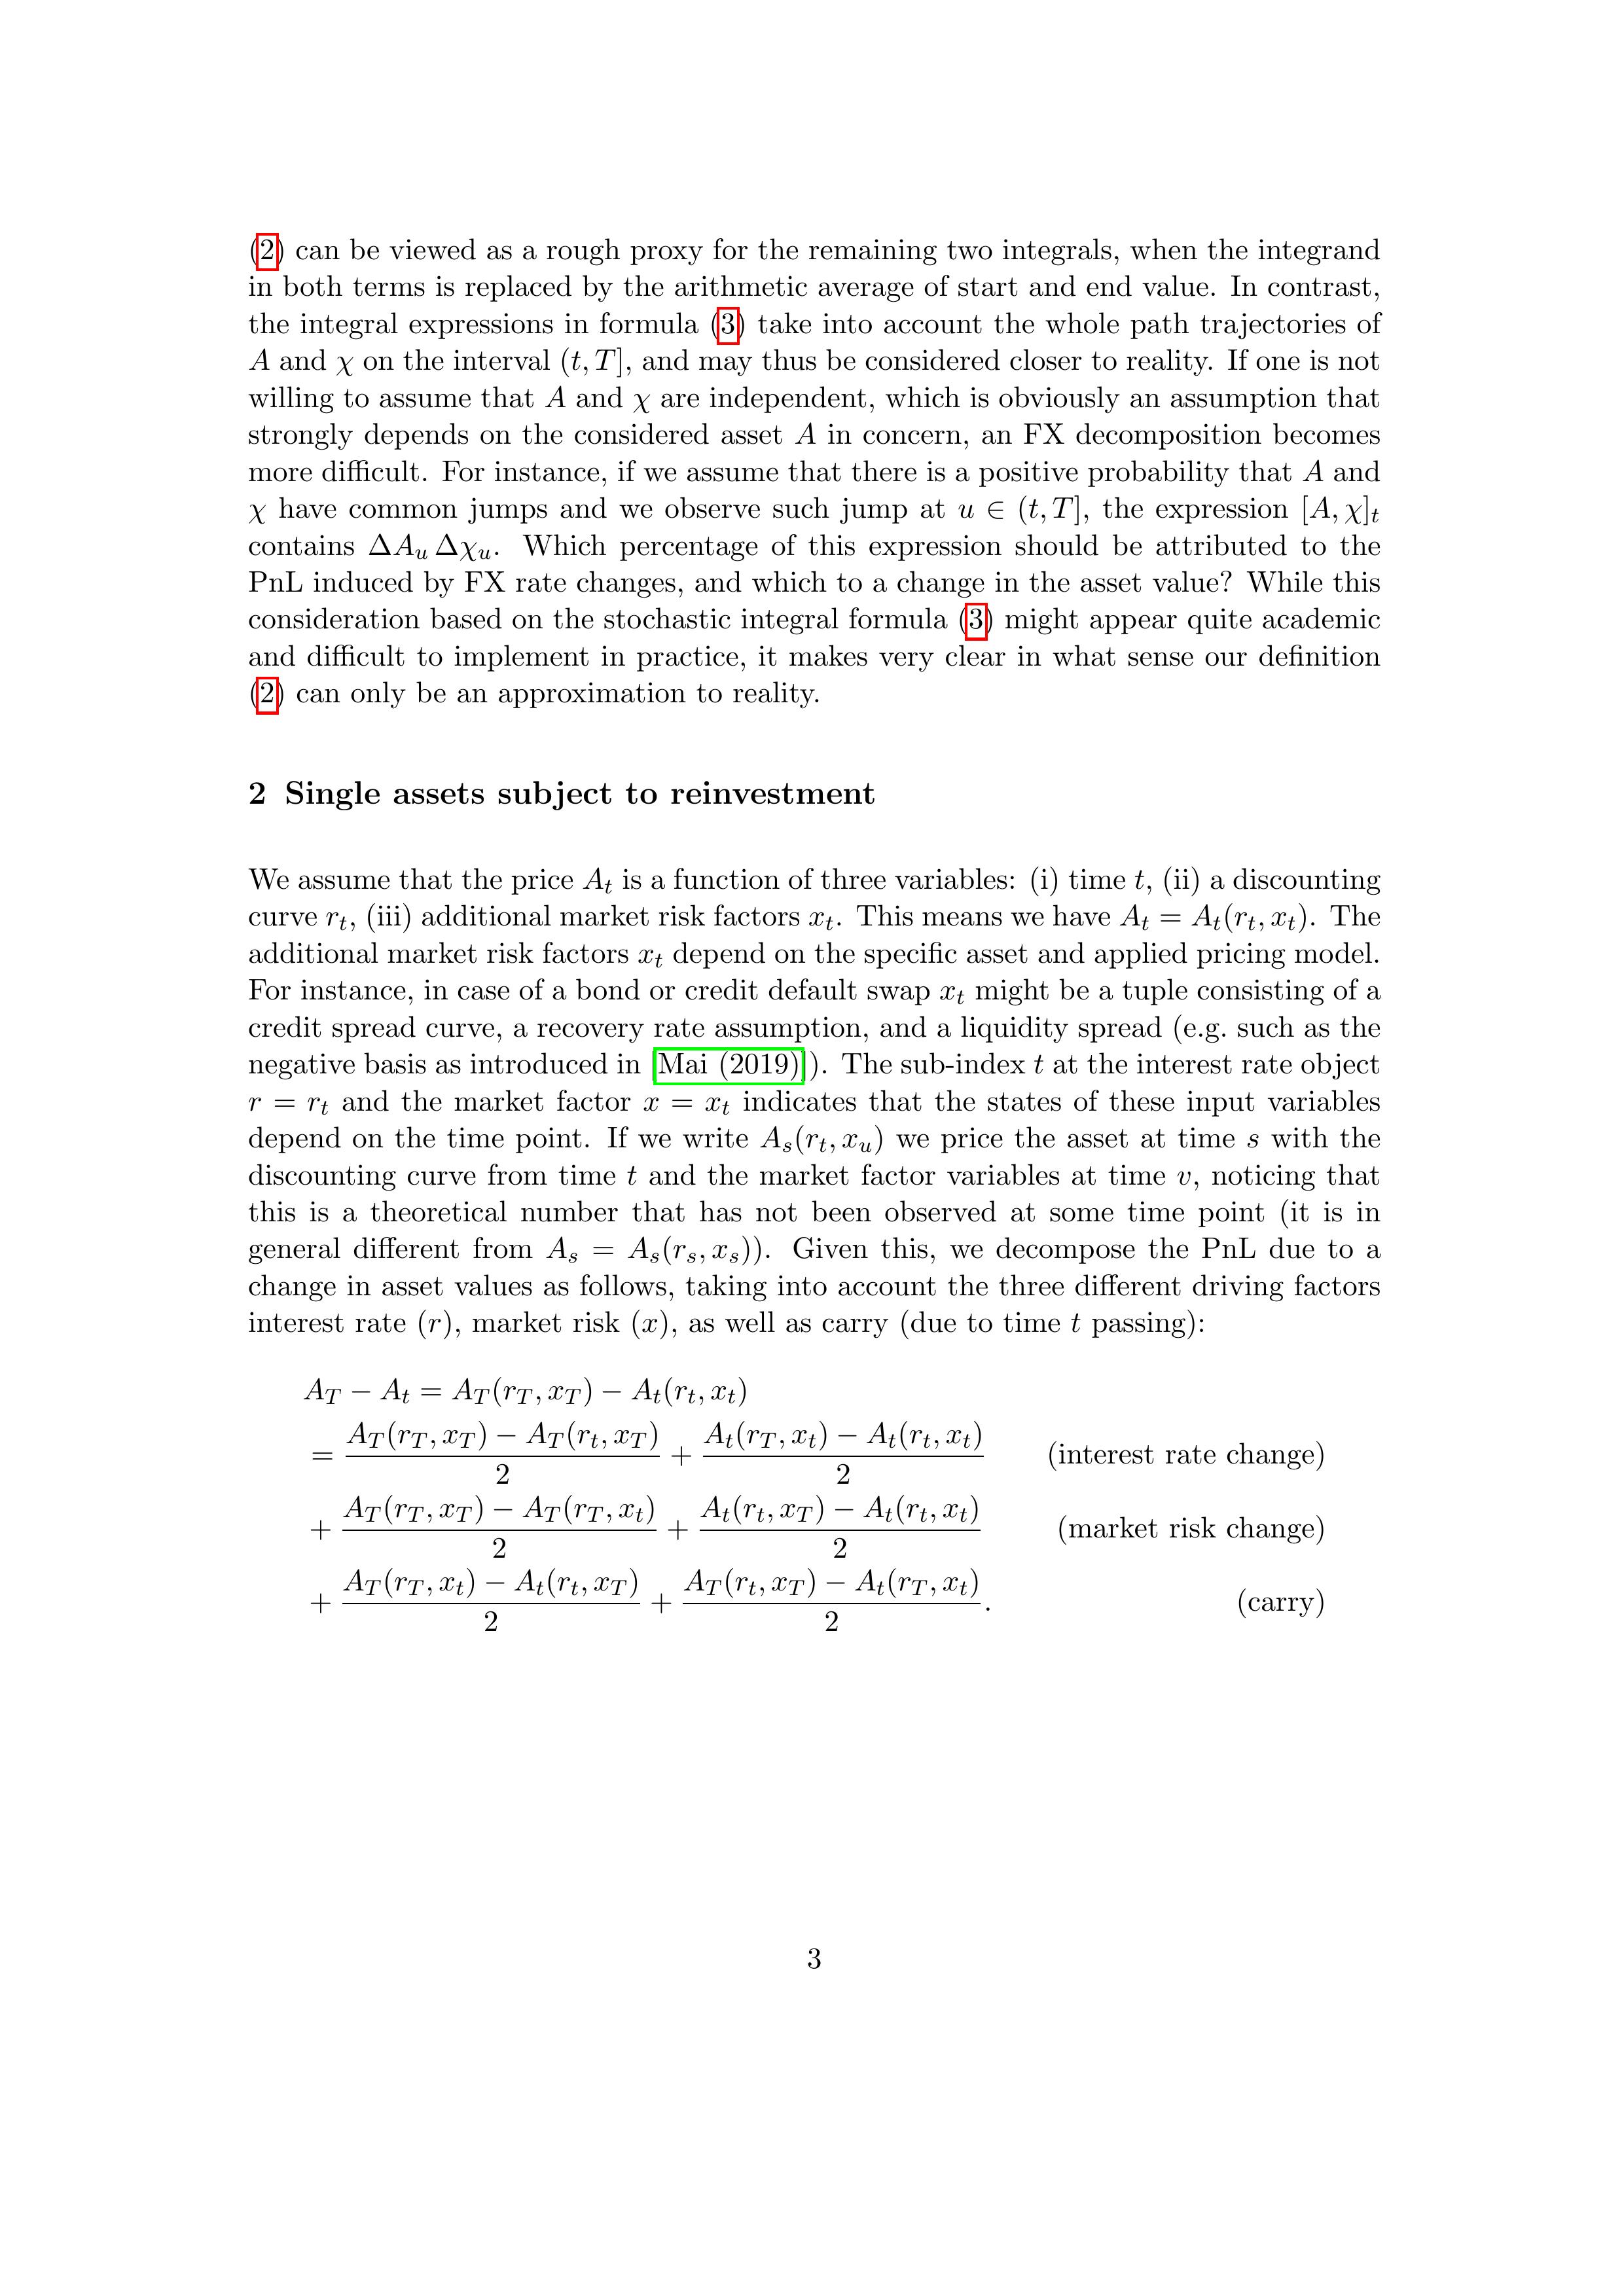 (2) can be viewed as a rough proxy for the remaining two integrals, when the integrand
in both terms is replaced by the arithmetic average of start and end value. In contrast,
the integral expressions in formula (3) take into account the whole path trajectories of
A and χ on the interval (t, T], and may thus be considered closer to reality. If one is not
willing to assume that A and χ are independent, which is obviously an assumption that
strongly depends on the considered asset A in concern, an FX decomposition becomes
more difficult. For instance, if we assume that there is a positive probability that A and
χ have common jumps and we observe such jump at u ∈ (t, T], the expression [A, χ]_t
contains ΔA_u Δχ_u. Which percentage of this expression should be attributed to the
PnL induced by FX rate changes, and which to a change in the asset value? While this
consideration based on the stochastic integral formula (3) might appear quite academic
and difficult to implement in practice, it makes very clear in what sense our definition
(2) can only be an approximation to reality.
2 Single assets subject to reinvestment
We assume that the price A_t is a function of three variables: (i) time t, (ii) a discounting
curve r_t, (iii) additional market risk factors x_t. This means we have A_t = A_t(r_t, x_t). The
additional market risk factors x_t depend on the specific asset and applied pricing model.
For instance, in case of a bond or credit default swap x_t might be a tuple consisting of a
credit spread curve, a recovery rate assumption, and a liquidity spread (e.g. such as the
negative basis as introduced in [Mai (2019)]). The sub-index t at the interest rate object
r = r_t and the market factor x = x_t indicates that the states of these input variables
depend on the time point. If we write A_s(r_t, x_u) we price the asset at time s with the
discounting curve from time t and the market factor variables at time v, noticing that
this is a theoretical number that has not been observed at some time point (it is in
general different from A_s = A_s(r_s, x_s)). Given this, we decompose the PnL due to a
change in asset values as follows, taking into account the three different driving factors
interest rate (r), market risk (x), as well as carry (due to time t passing):
A_T − A_t = A_T(r_T, x_T) − A_t(r_t, x_t)
= (A_T(r_T, x_T) − A_T(r_t, x_T))/2 + (A_t(r_T, x_t) − A_t(r_t, x_t))/2 (interest rate change)
+ (A_T(r_T, x_T) − A_T(r_T, x_t))/2 + (A_t(r_t, x_T) − A_t(r_t, x_t))/2 (market risk change)
+ (A_T(r_T, x_t) − A_t(r_t, x_T))/2 + (A_T(r_t, x_T) − A_t(r_T, x_t))/2. (carry)
3